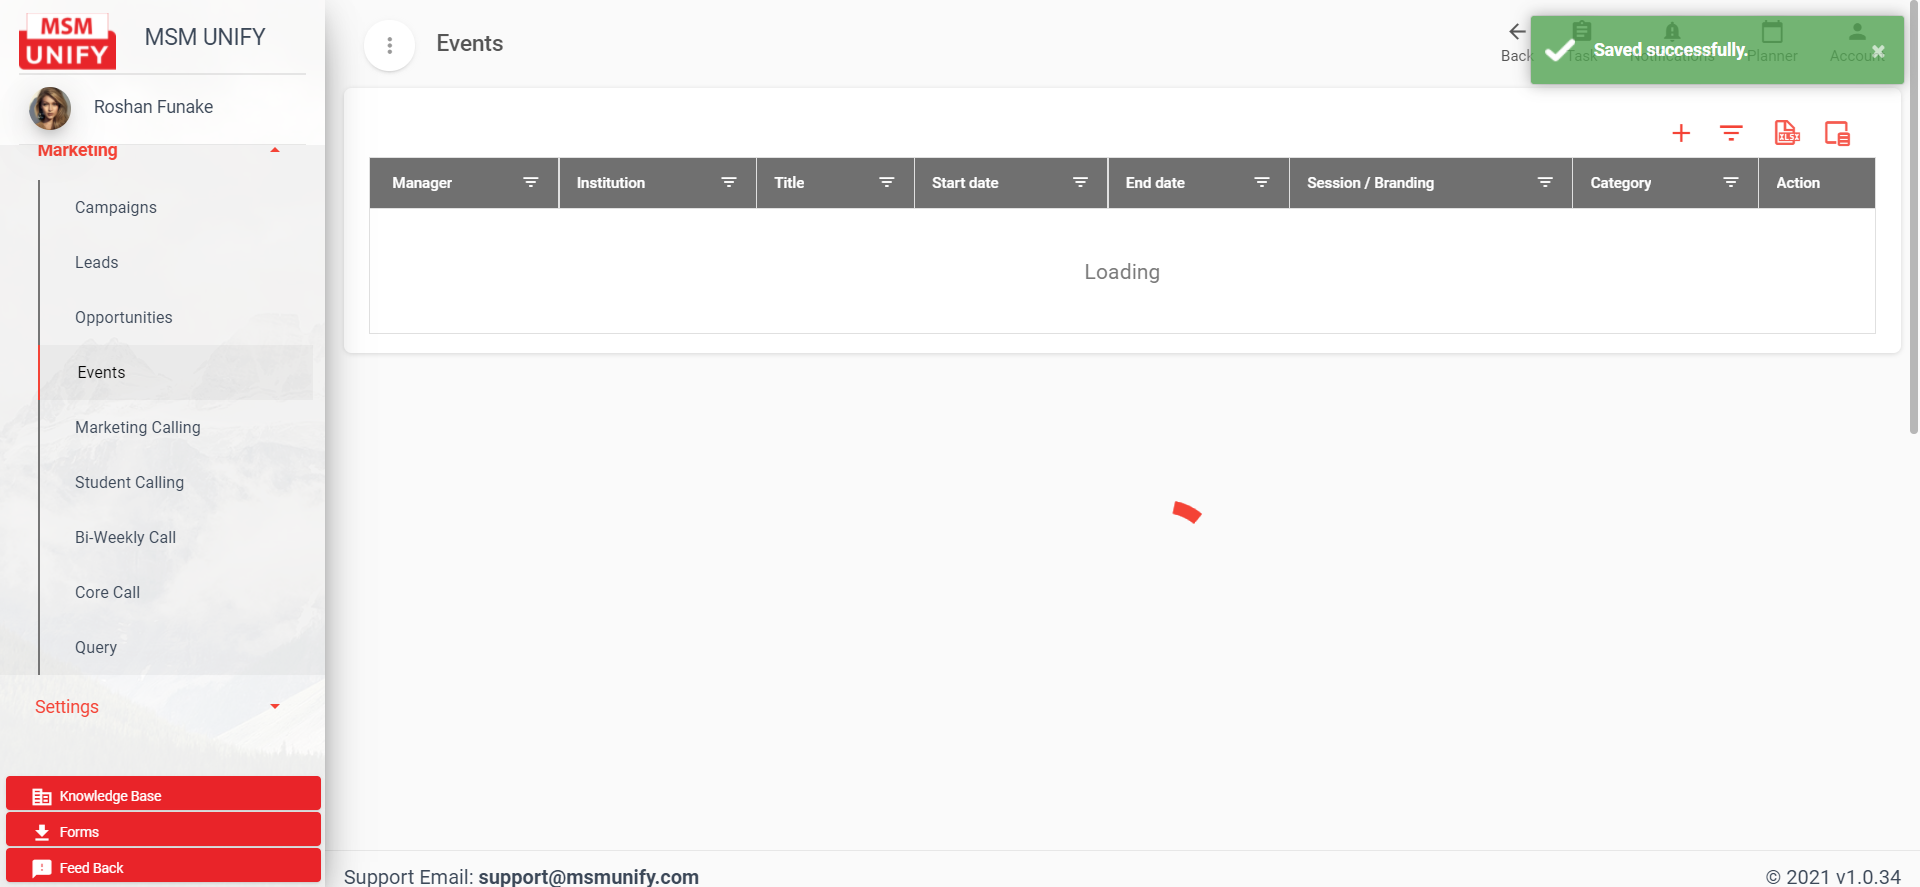 MSM
UNIFY
MSM UNIFY
Roshan Funake
Marketing
Campaigns
Leads
Opportunities
Events
Marketing Calling
Student Calling
Bi-Weekly Call
Core Call
Query
Settings
Knowledge Base
Forms
Feed Back
Events
Back
Task
Notifications
Planner
Account
Saved successfully.
Manager
Institution
Title
Start date
End date
Session / Branding
Category
Action
Loading
Support Email: support@msmunify.com
© 2021 v1.0.34